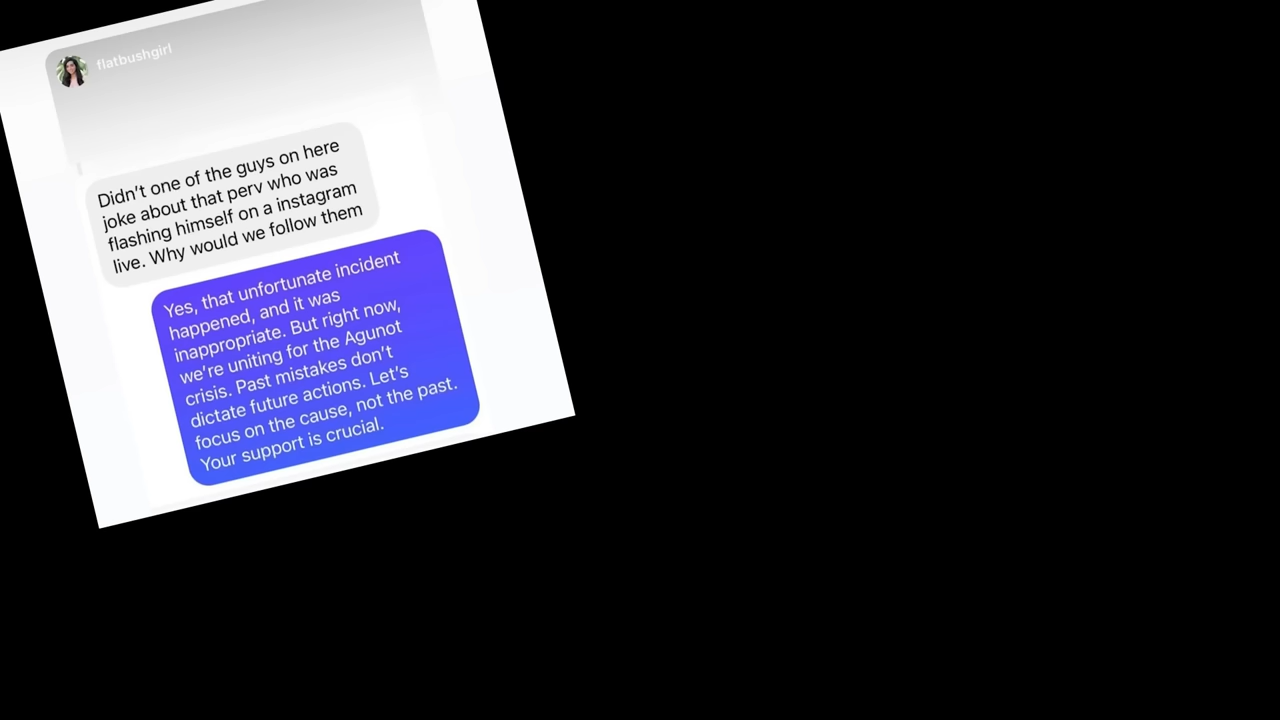 flatbushgirl
Didn't one of the guys on here
joke about that perv who was
flashing himself on a instagram
live. Why would we follow them
Yes, that unfortunate incident
happened, and it was
inappropriate. But right now,
we're uniting for the Agunot
crisis. Past mistakes don't
dictate future actions. Let's
focus on the cause, not the past.
Your support is crucial.